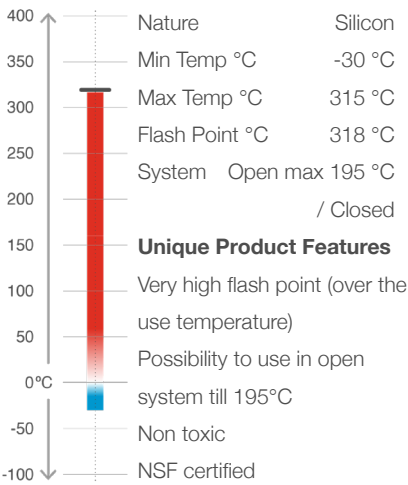 400
350
300
250
200
150
100
50
0°C
-50
-100
Nature Silicon
Min Temp °C -30 °C
Max Temp °C 315 °C
Flash Point °C 318 °C
System Open max 195 °C
/ Closed
Unique Product Features
Very high flash point (over the
use temperature)
Possibility to use in open
system till 195°C
Non toxic
NSF certified